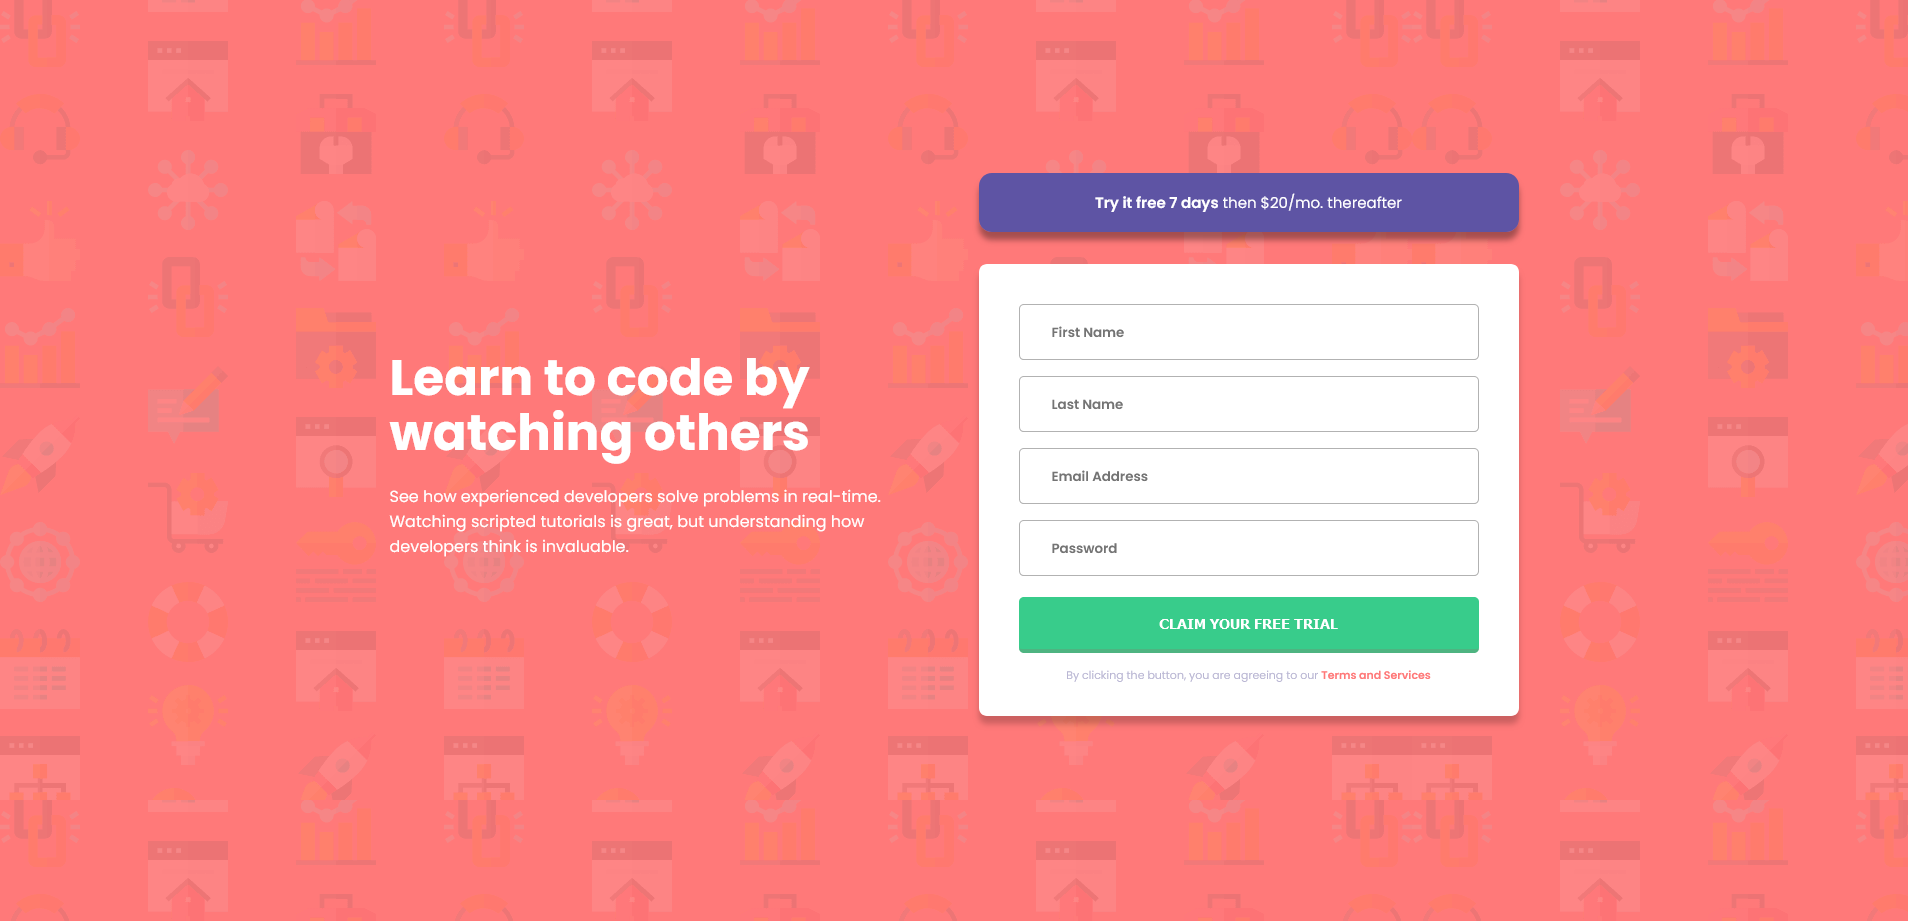 Learn to code by
watching others
See how experienced developers solve problems in real-time.
Watching scripted tutorials is great, but understanding how
developers think is invaluable.
Try it free 7 days then $20/mo. thereafter
First Name
Last Name
Email Address
Password
CLAIM YOUR FREE TRIAL
By clicking the button, you are agreeing to our Terms and Services